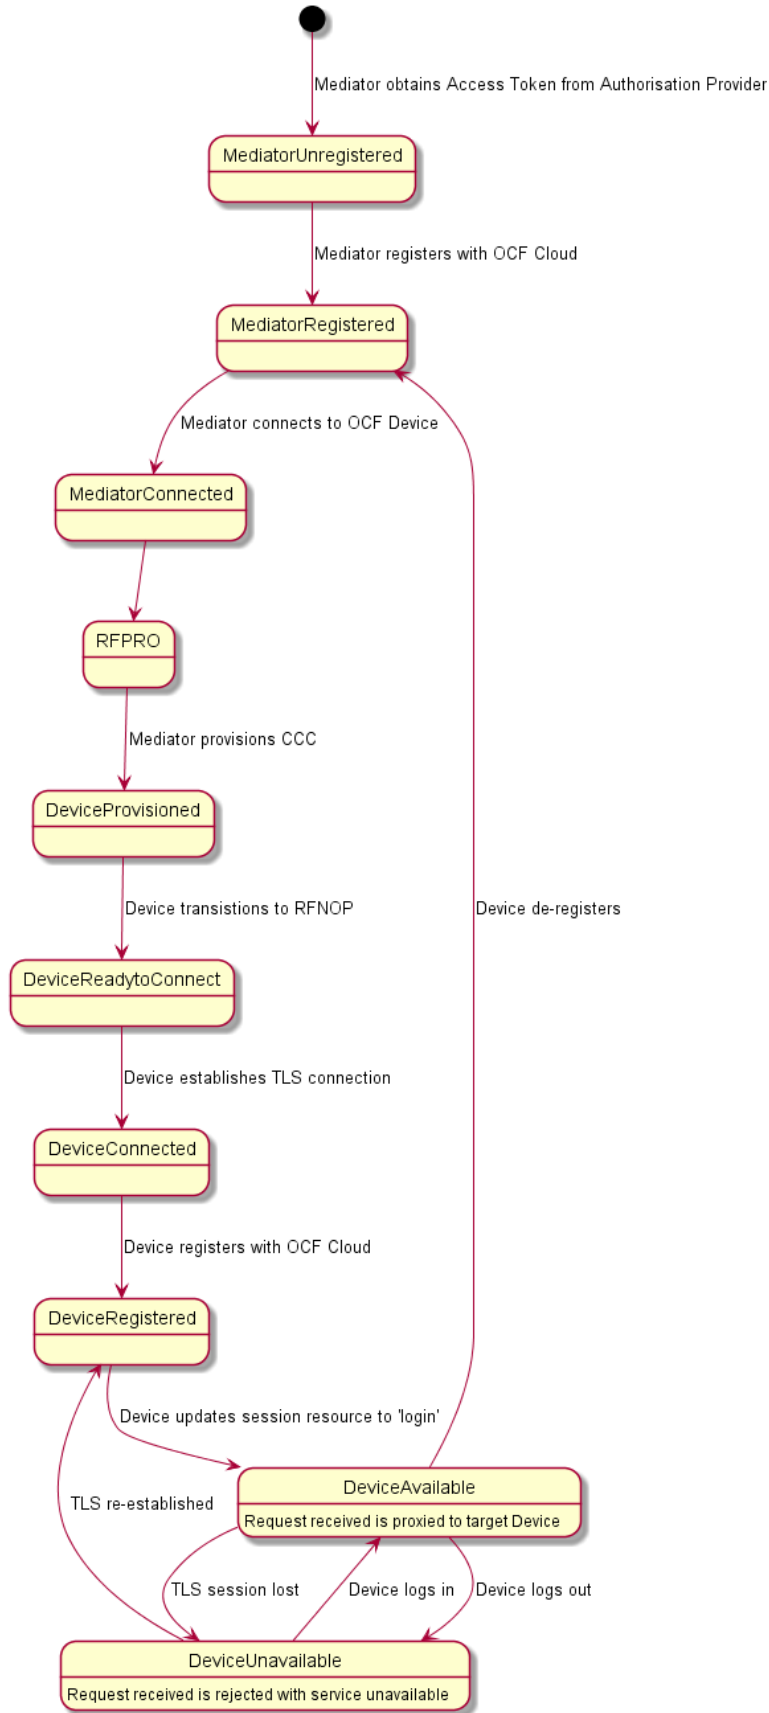 Mediator obtains Access Token from Authorisation Provider
MediatorUnregistered
Mediator registers with OCF Cloud
MediatorRegistered
Mediator connects to OCF Device
MediatorConnected
RFPRO
Mediator provisions CCC
DeviceProvisioned
Device transistions to RFNOP
Device de-registers
DeviceReadytoConnect
Device establishes TLS connection
DeviceConnected
Device registers with OCF Cloud
DeviceRegistered
Device updates session resource to 'login'
DeviceAvailable
Request received is proxied to target Device
TLS re-established
TLS session lost
Device logs in
Device logs out
DeviceUnavailable
Request received is rejected with service unavailable